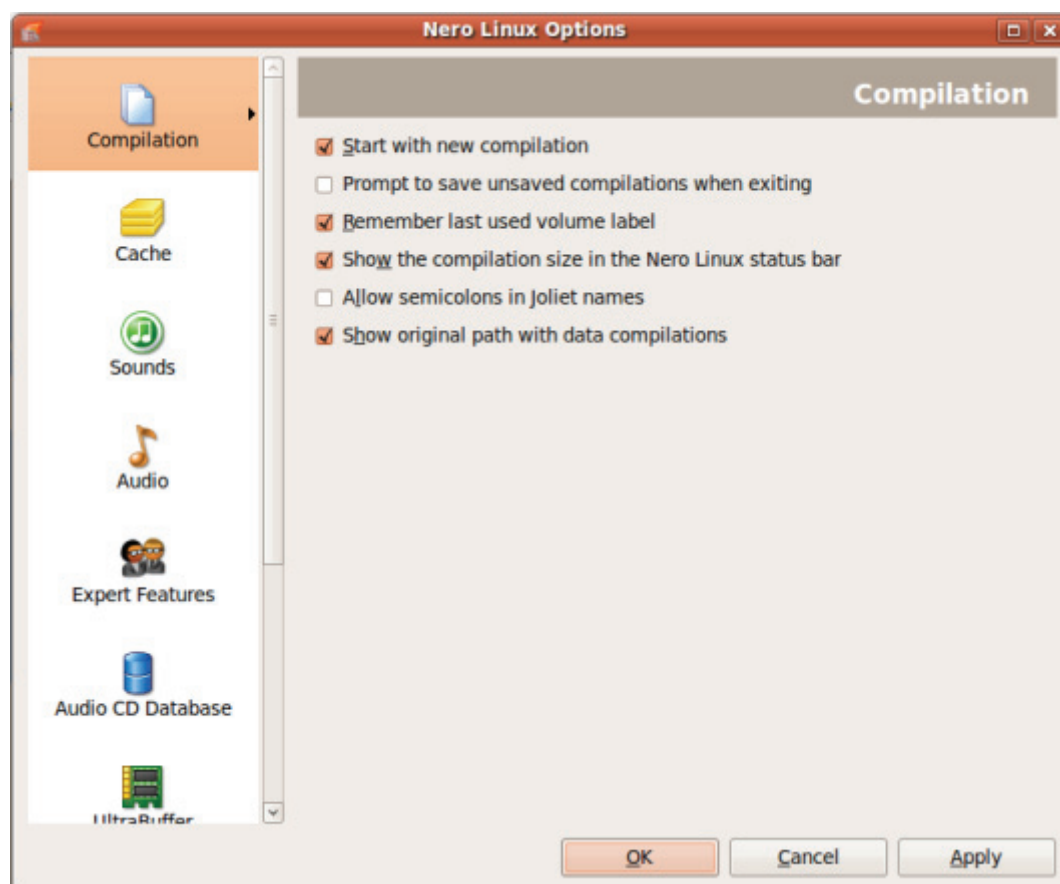 Nero Linux Options
Compilation
Cache
Sounds
Audio
Expert Features
Audio CD Database
UltraBuffer
Compilation
Start with new compilation
Prompt to save unsaved compilations when exiting
Remember last used volume label
Show the compilation size in the Nero Linux status bar
Allow semicolons in Joliet names
Show original path with data compilations
OK
Cancel
Apply